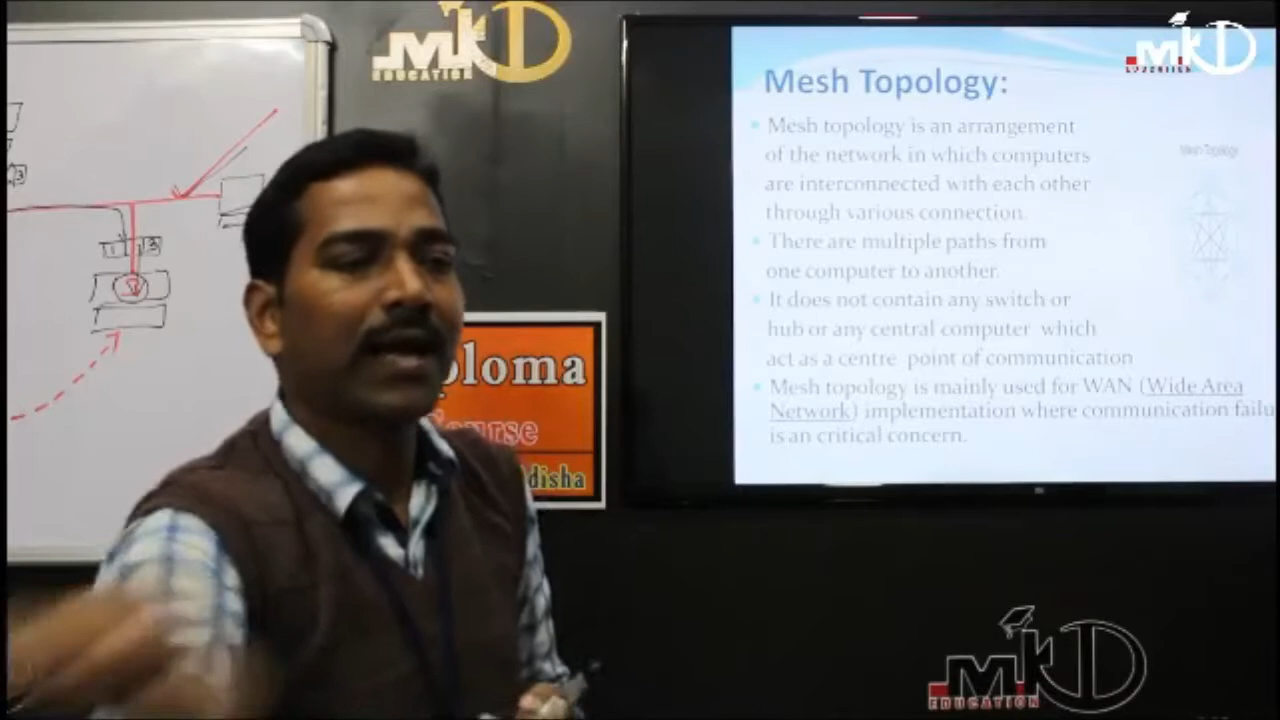 MKD
EDUCATION
MKD
Mesh Topology:
Mesh topology is an arrangement
of the network in which computers
are interconnected with each other
through various connection.
There are multiple paths from
one computer to another.
It does not contain any switch or
hub or any central computer which
act as a centre point of communication
Mesh topology is mainly used for WAN (Wide Area
Network) implementation where communication failu
is an critical concern.
Mesh Topology
ploma
ourse
disha
1
3
3
MKD
EDUCATION